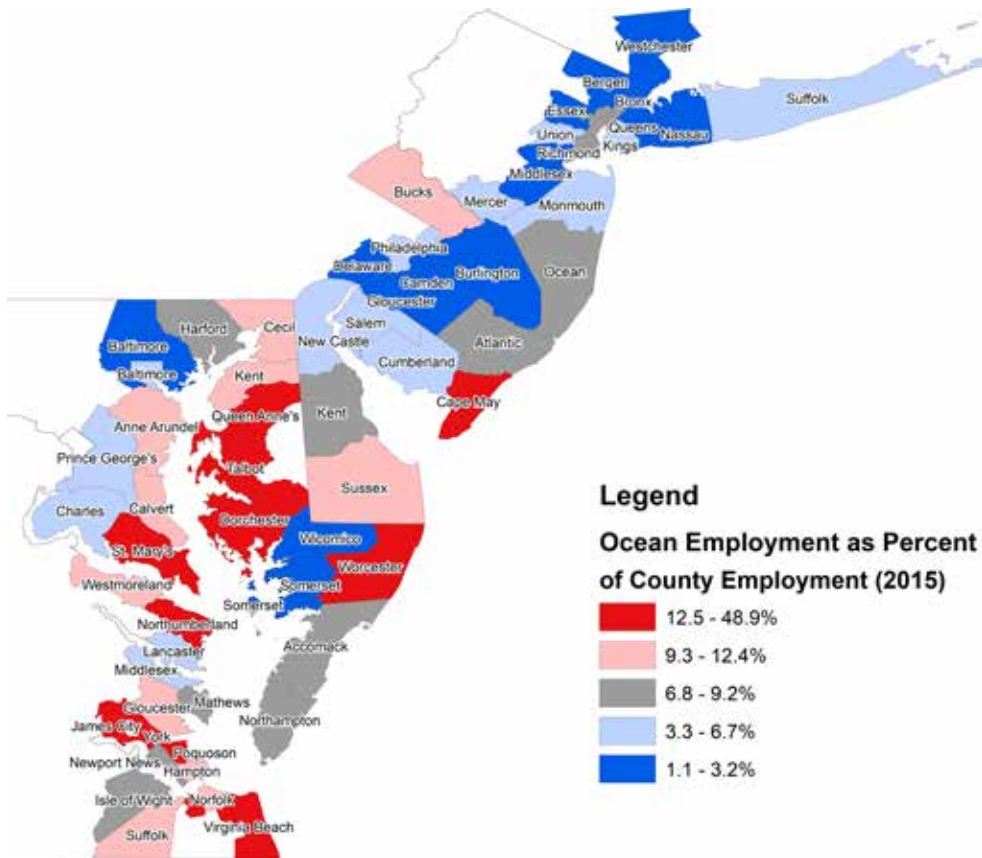 Westchester
Bergen
Suffolk
Essex
Bronx
Union
Queens
Nassau
Kings
Richmond
Middlesex
Bucks
Mercer
Monmouth
Philadelphia
Delaware
Burlington
Ocean
Camden
Gloucester
Salem
Harford
Cecil
New Castle
Atlantic
Baltimore
Cumberland
Baltimore
Kent
Cape May
Queen Anne's
Kent
Anne Arundel
Prince George's
Talbot
Sussex
Charles
Calvert
Dorchester
Wicomico
St. Mary's
Worcester
Westmoreland
Somerset
Somerset
Northumberland
Accomack
Lancaster
Middlesex
Mathews
Gloucester
Northampton
James City
York
Poquoson
Newport News
Hampton
Isle of Wight
Norfolk
Virginia Beach
Suffolk
Legend
Ocean Employment as Percent
of County Employment (2015)
12.5 - 48.9%
9.3 - 12.4%
6.8 - 9.2%
3.3 - 6.7%
1.1 - 3.2%